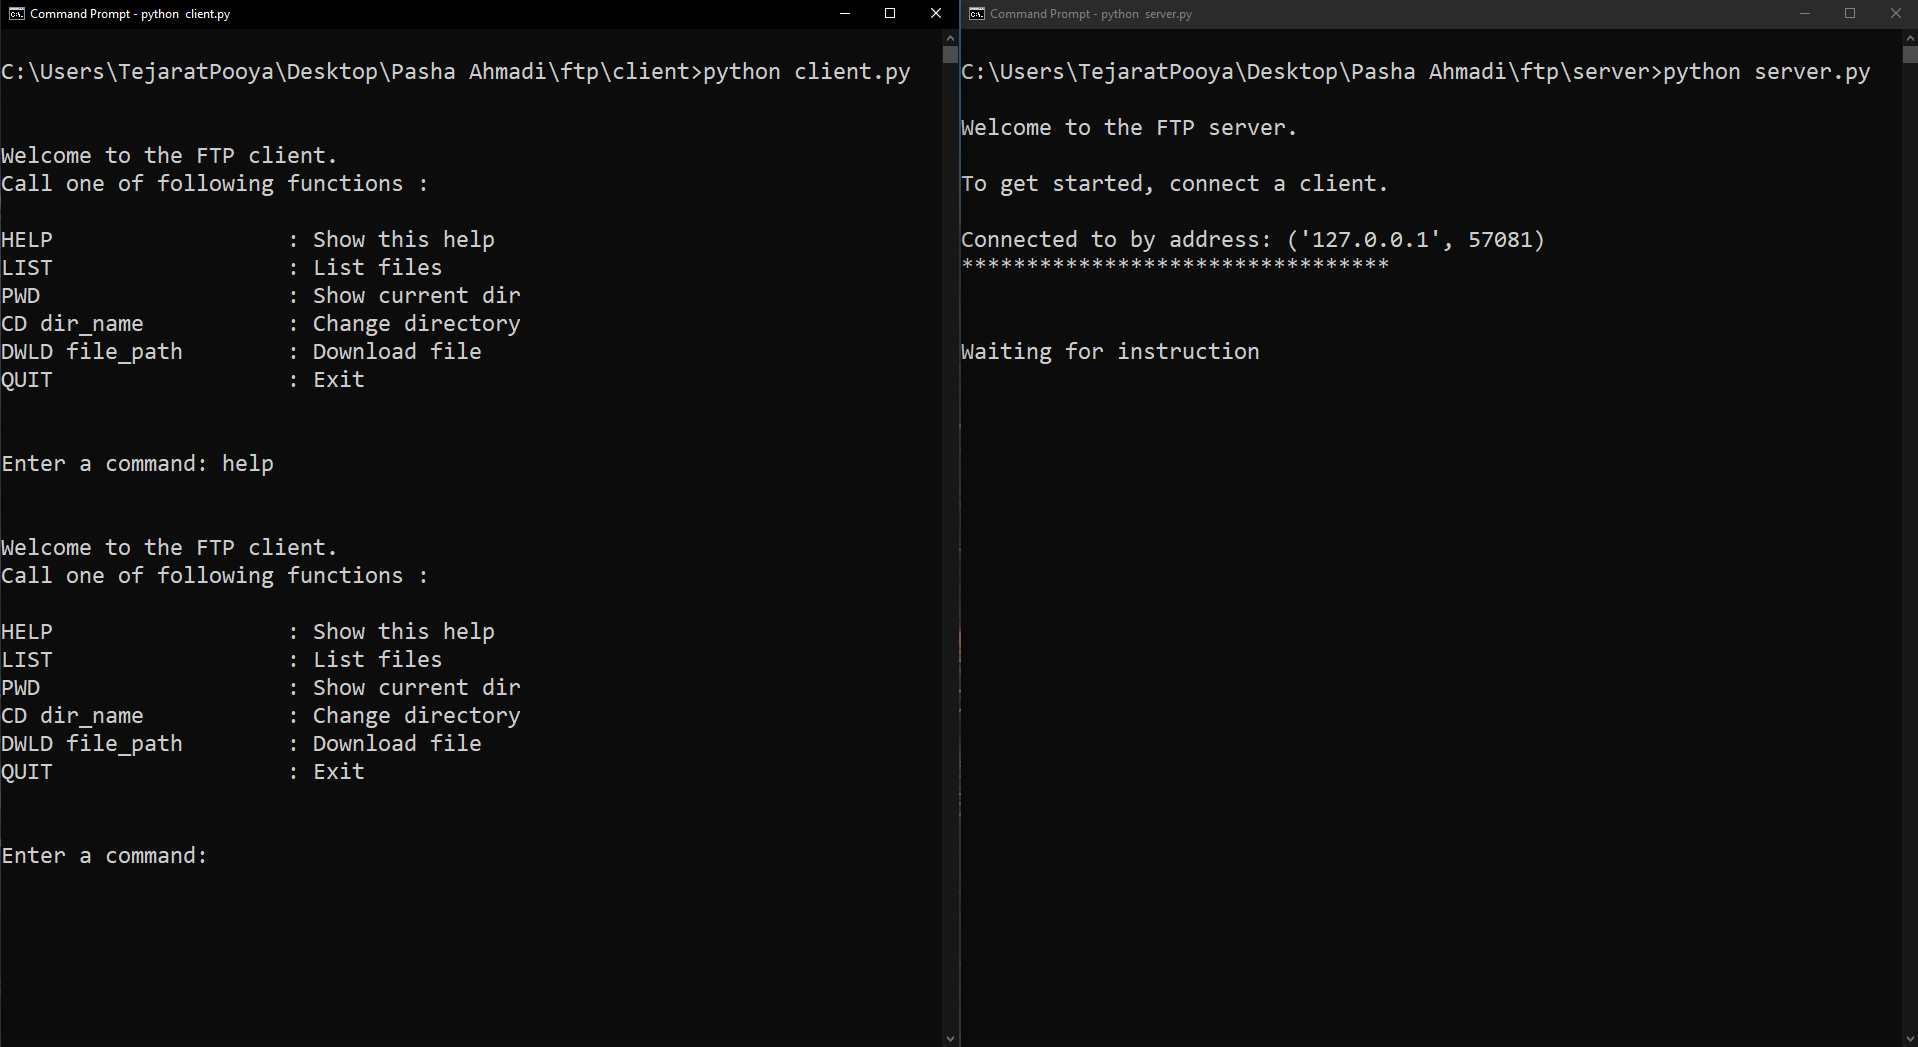 Command Prompt - python  client.py
C:\Users\TejaratPooya\Desktop\Pasha Ahmadi\ftp\client>python client.py
Welcome to the FTP client.
Call one of following functions :
HELP                  : Show this help
LIST                  : List files
PWD                   : Show current dir
CD dir_name           : Change directory
DWLD file_path        : Download file
QUIT                  : Exit
Enter a command: help
Welcome to the FTP client.
Call one of following functions :
HELP                  : Show this help
LIST                  : List files
PWD                   : Show current dir
CD dir_name           : Change directory
DWLD file_path        : Download file
QUIT                  : Exit
Enter a command:
Command Prompt - python  server.py
C:\Users\TejaratPooya\Desktop\Pasha Ahmadi\ftp\server>python server.py
Welcome to the FTP server.
To get started, connect a client.
Connected to by address: ('127.0.0.1', 57081)
*********************************
Waiting for instruction